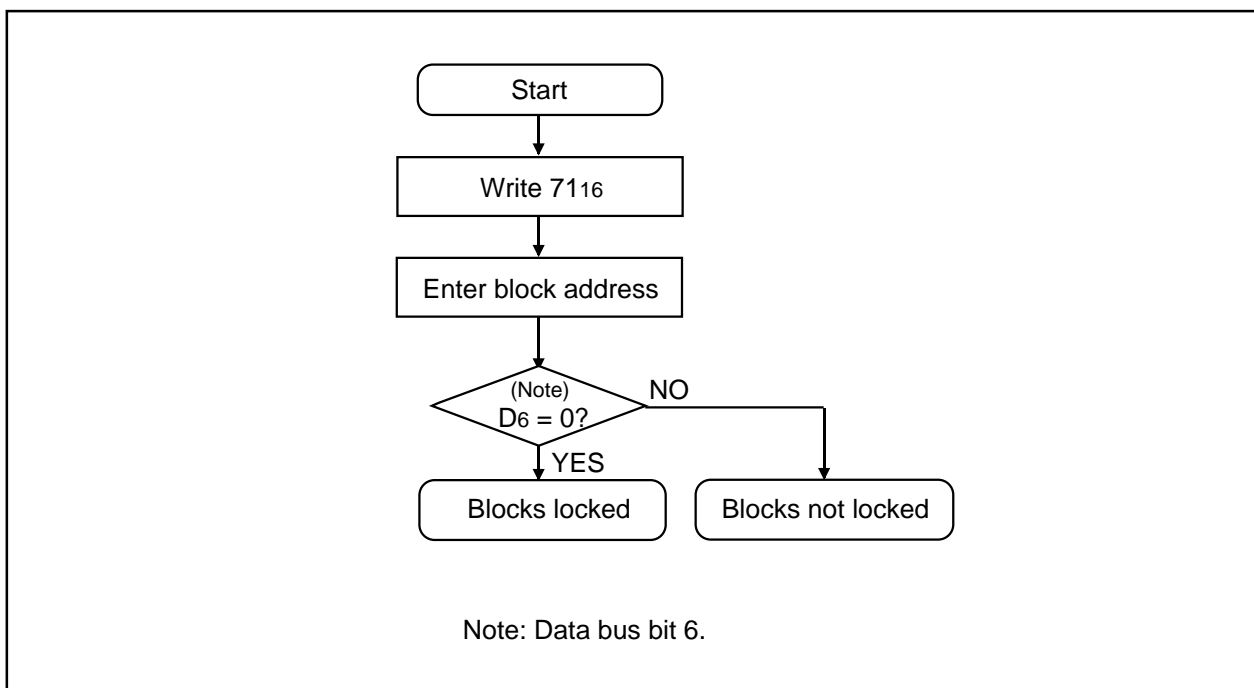 Start
Write 7116
Enter block address
(Note)
D6 = 0?
NO
YES
Blocks locked
Blocks not locked
Note: Data bus bit 6.